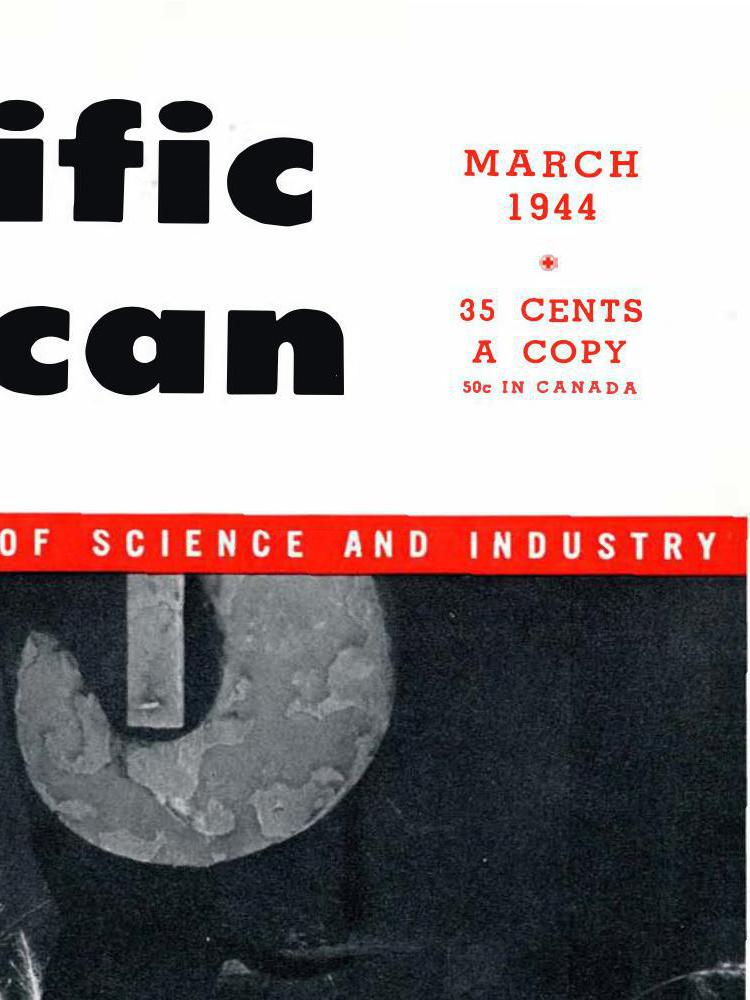 ific
can
MARCH
1944
35 CENTS
A COPY
50c IN CANADA
OF SCIENCE AND INDUSTRY